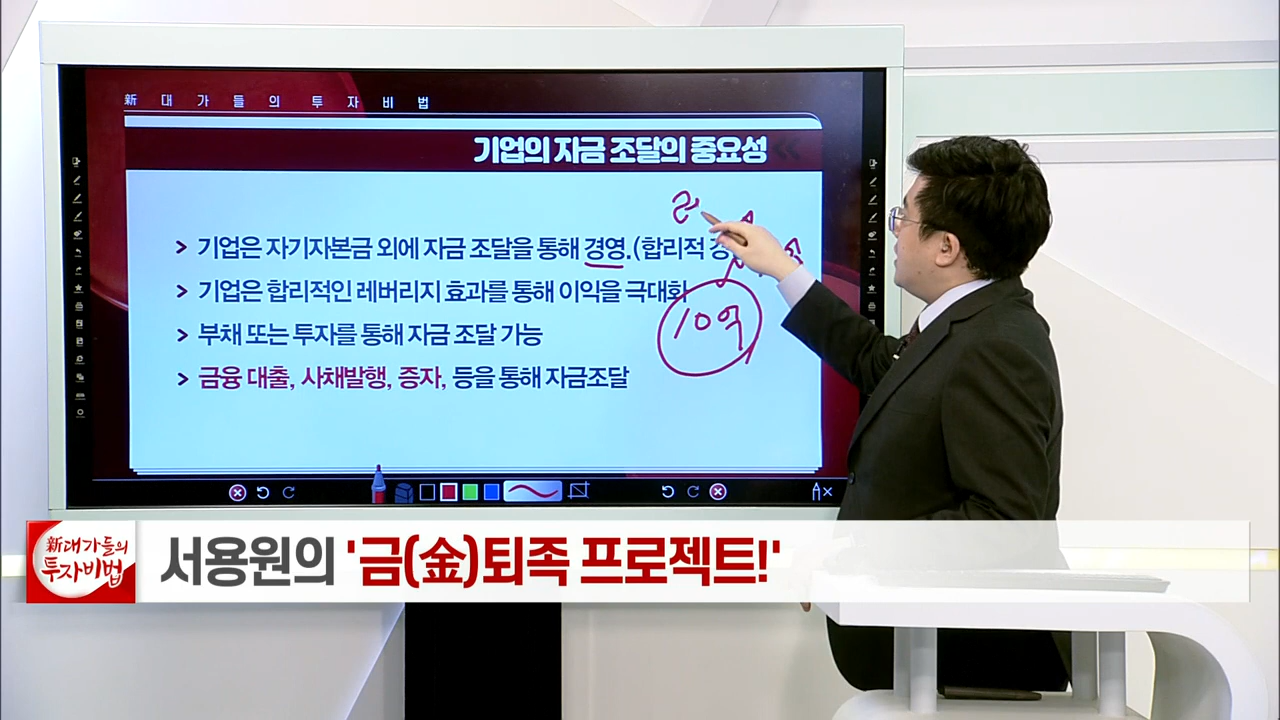 新 대가들의 투자비법
기업의 자금 조달의 중요성
> 기업은 자기자본금 외에 자금 조달을 통해 경영.(합리적 경
> 기업은 합리적인 레버리지 효과를 통해 이익을 극대화
10억
> 부채 또는 투자를 통해 자금 조달 가능
> 금융 대출, 사채발행, 증자, 등을 통해 자금조달
新대가들의
투자비법
서용원의 '금(金)퇴족 프로젝트!'